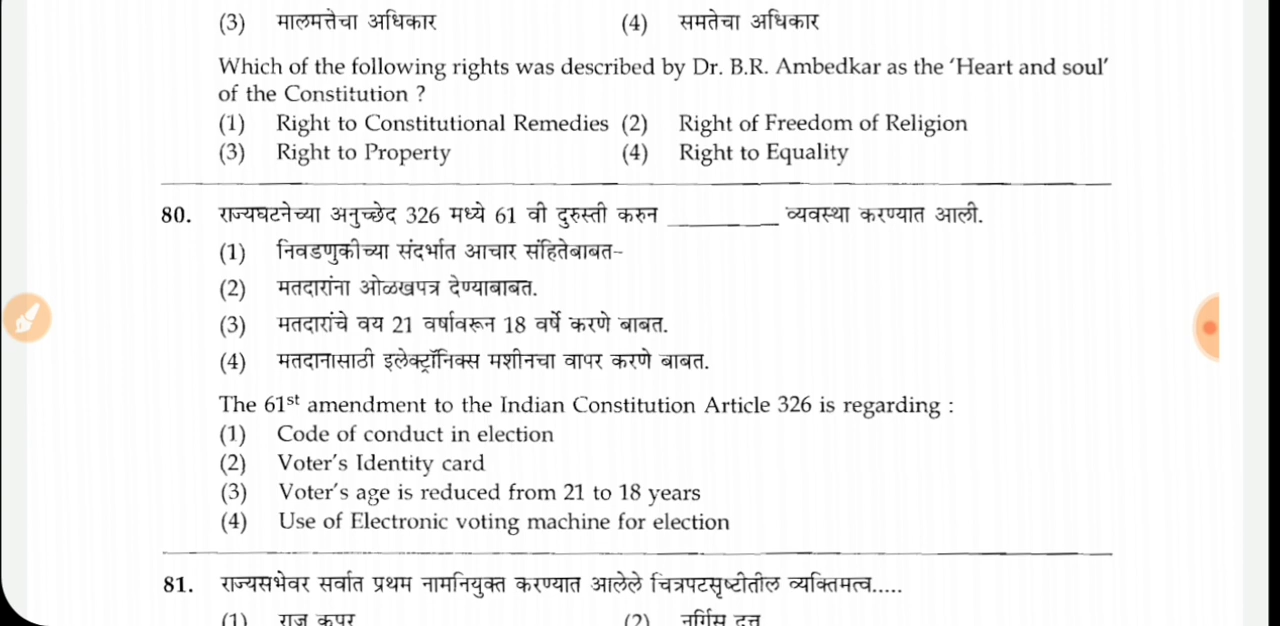 (3) मालमत्तेचा अधिकार (4) समतेचा अधिकार
Which of the following rights was described by Dr. B.R. Ambedkar as the ‘Heart and soul’
of the Constitution ?
(1) Right to Constitutional Remedies (2) Right of Freedom of Religion
(3) Right to Property (4) Right to Equality
80. राज्यघटनेच्या अनुच्छेद 326 मध्ये 61 वी दुरुस्ती करुन __________ व्यवस्था करण्यात आली.
(1) निवडणुकीच्या संदर्भात आचार संहितेबाबत-
(2) मतदारांना ओळखपत्र देण्याबाबत.
(3) मतदारांचे वय 21 वर्षावरून 18 वर्षे करणे बाबत.
(4) मतदानासाठी इलेक्ट्रॉनिक्स मशीनचा वापर करणे बाबत.
The 61st amendment to the Indian Constitution Article 326 is regarding :
(1) Code of conduct in election
(2) Voter’s Identity card
(3) Voter’s age is reduced from 21 to 18 years
(4) Use of Electronic voting machine for election
81. राज्यसभेवर सर्वात प्रथम नामनियुक्त करण्यात आलेले चित्रपटसृष्टीतील व्यक्तिमत्व.....
(1) राज कपूर (2) नर्गिस दत्त